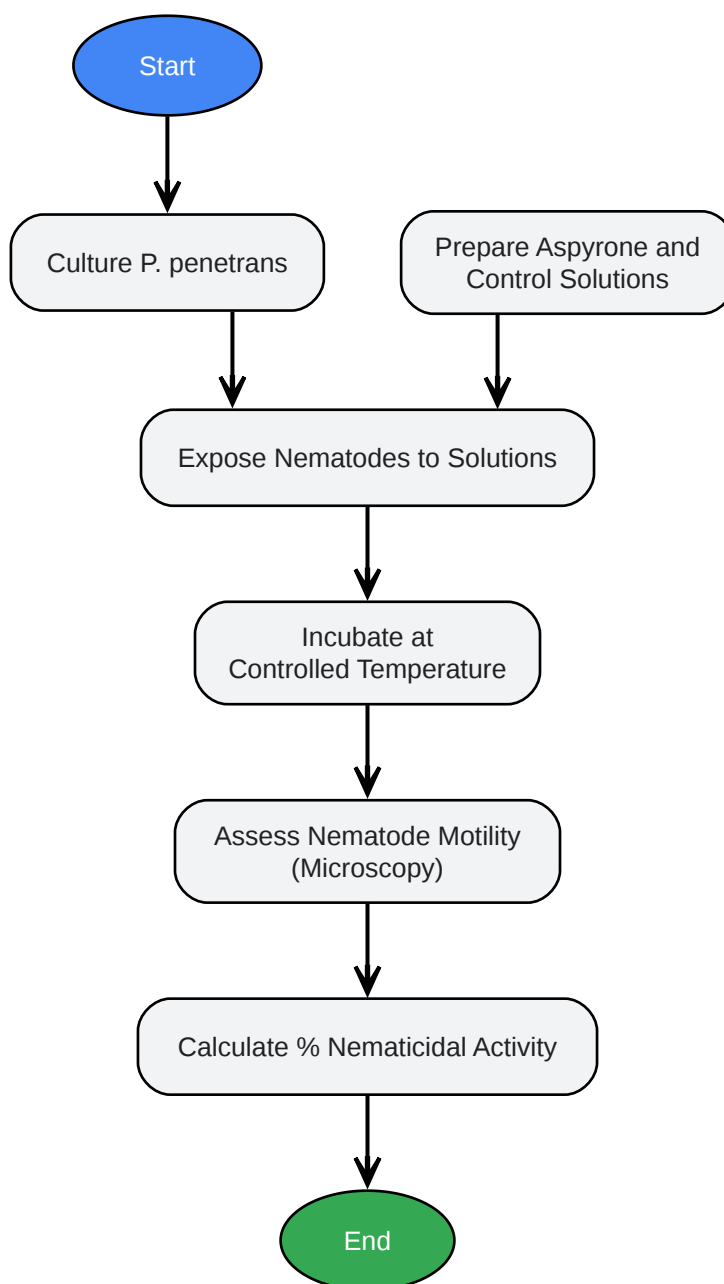 Start
Culture P. penetrans
Prepare Aspyrone and
Control Solutions
Expose Nematodes to Solutions
Incubate at
Controlled Temperature
Assess Nematode Motility
(Microscopy)
Calculate % Nematicidal Activity
End